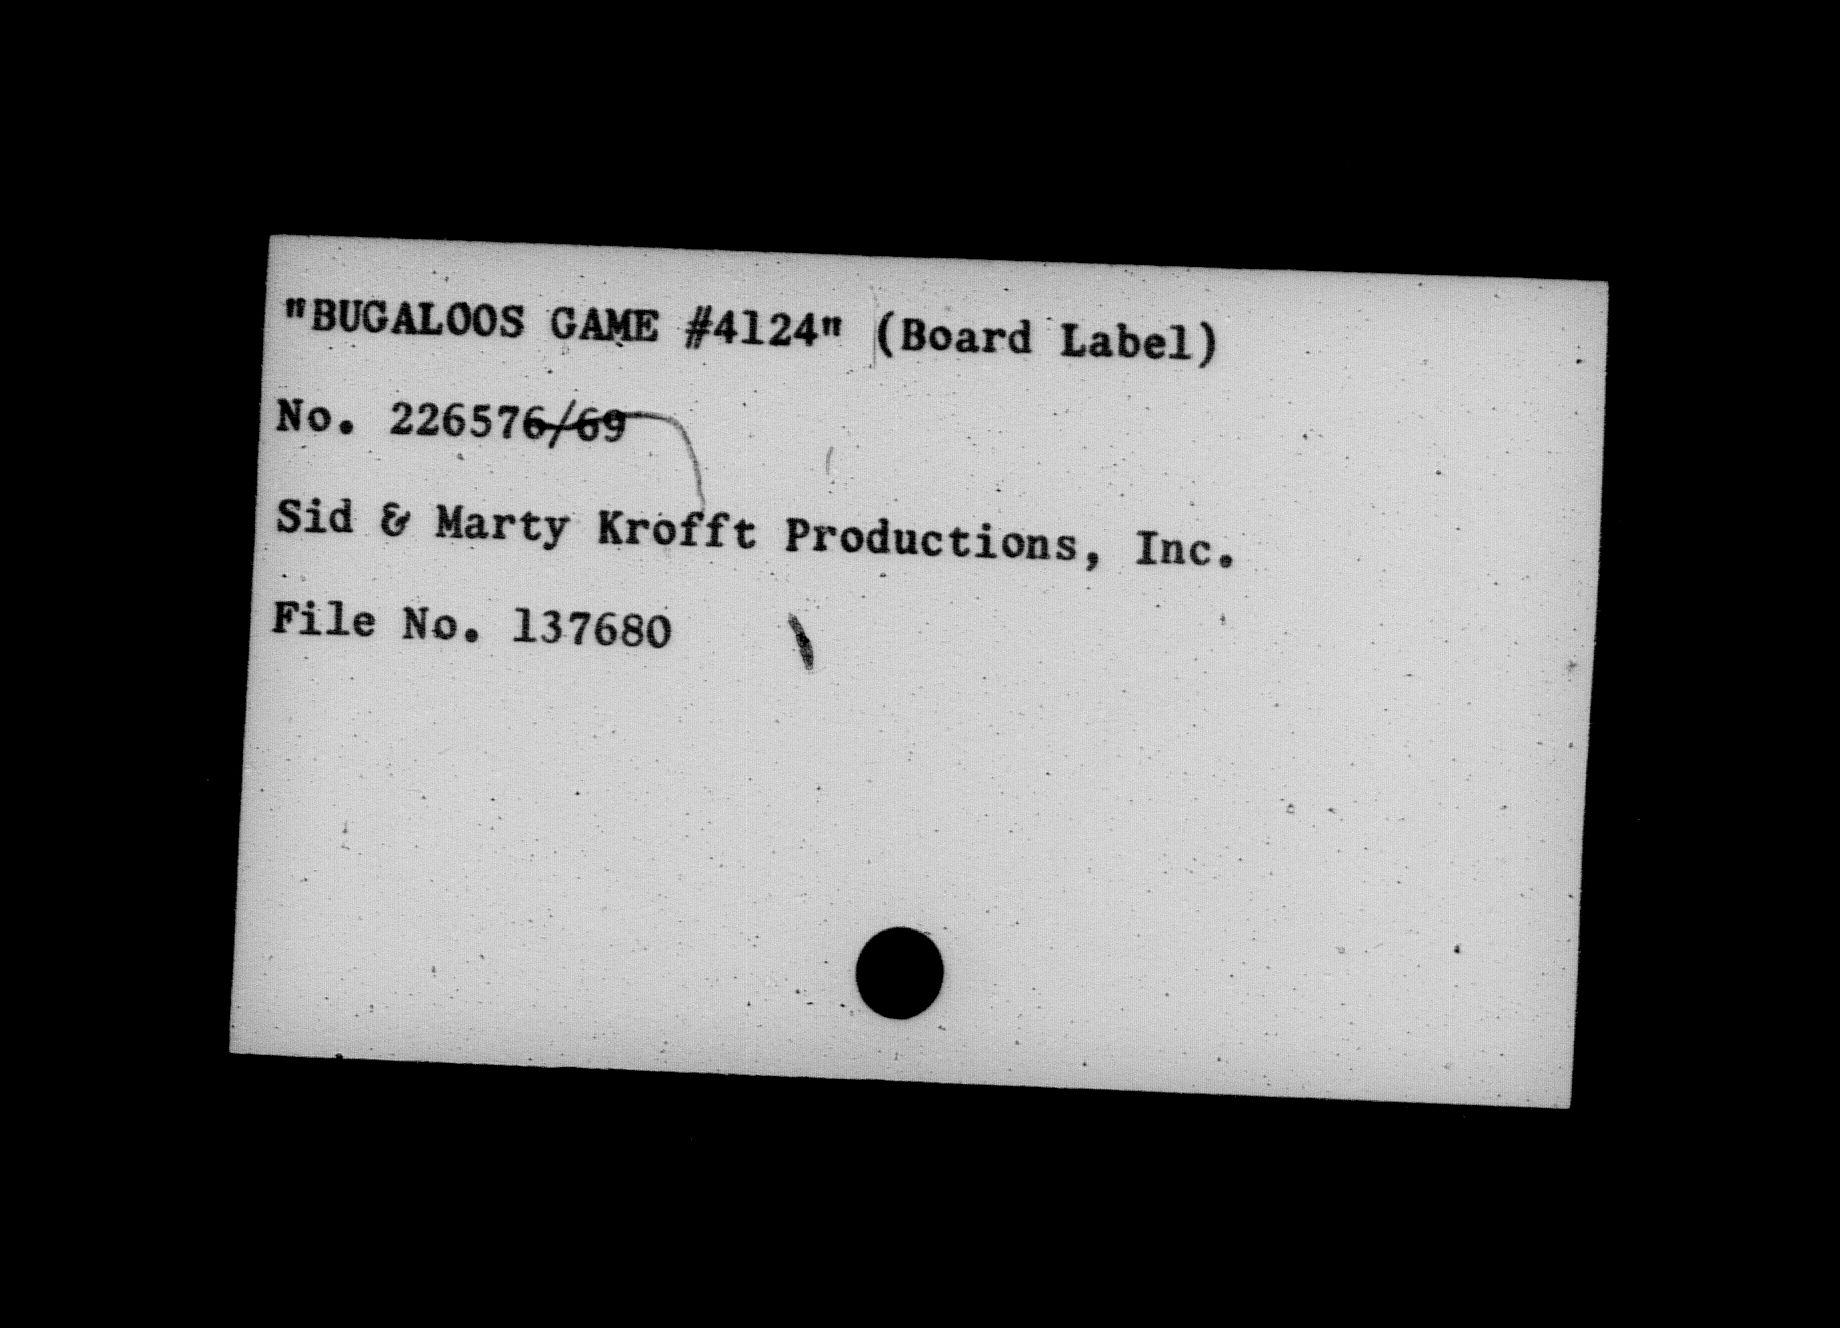 "BUGALOOS GAME #4124" (Board Label)
No. 226576/69
Sid & Marty Krofft Productions, Inc.
File No. 137680